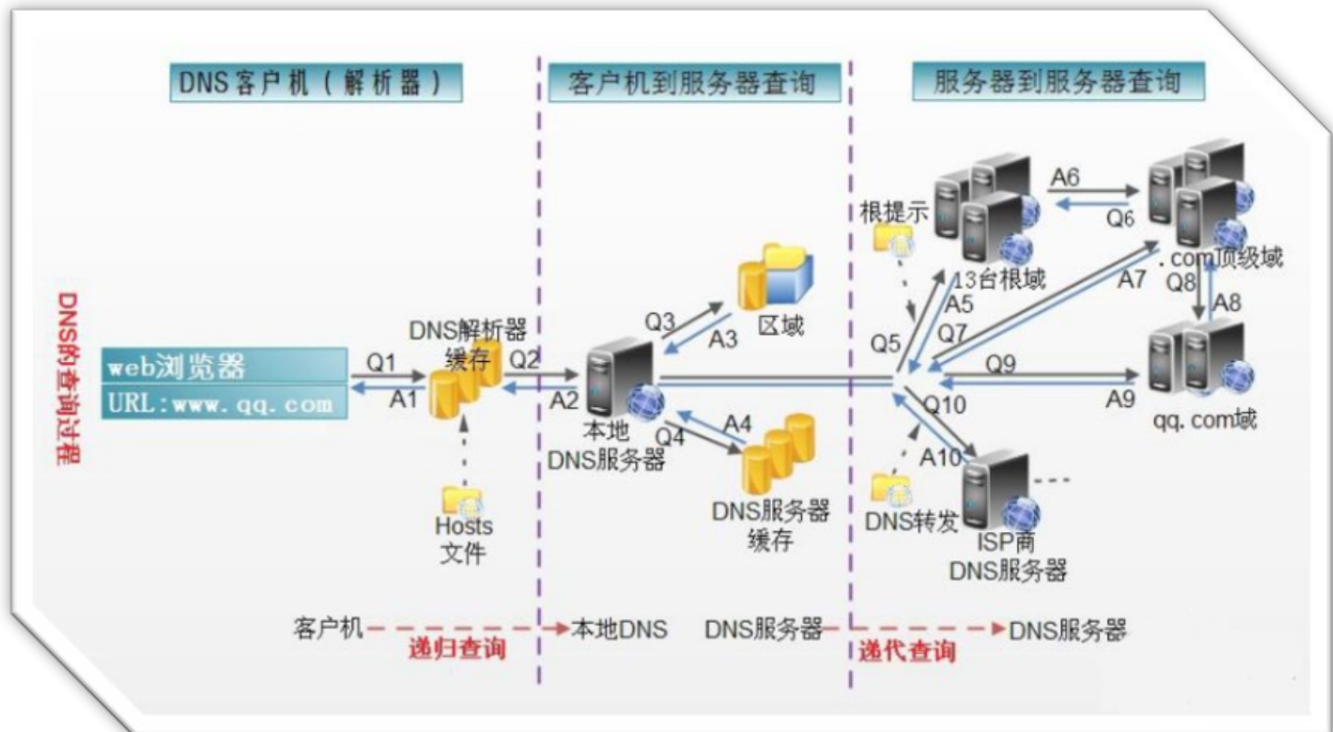 DNS客户机（解析器）
客户机到服务器查询
服务器到服务器查询
DNS的查询过程
web浏览器
URL:www.qq.com
Q1
A1
DNS解析器
缓存
Hosts
文件
Q2
A2
本地
DNS服务器
Q3
A3
区域
Q4
A4
DNS服务器
缓存
根提示
13台根域
Q5
A5
A6
Q6
.com顶级域
Q7
A7
Q8
A8
Q9
A9
qq.com域
Q10
A10
DNS转发
ISP商
DNS服务器
客户机
递归查询
本地DNS
DNS服务器
递代查询
DNS服务器